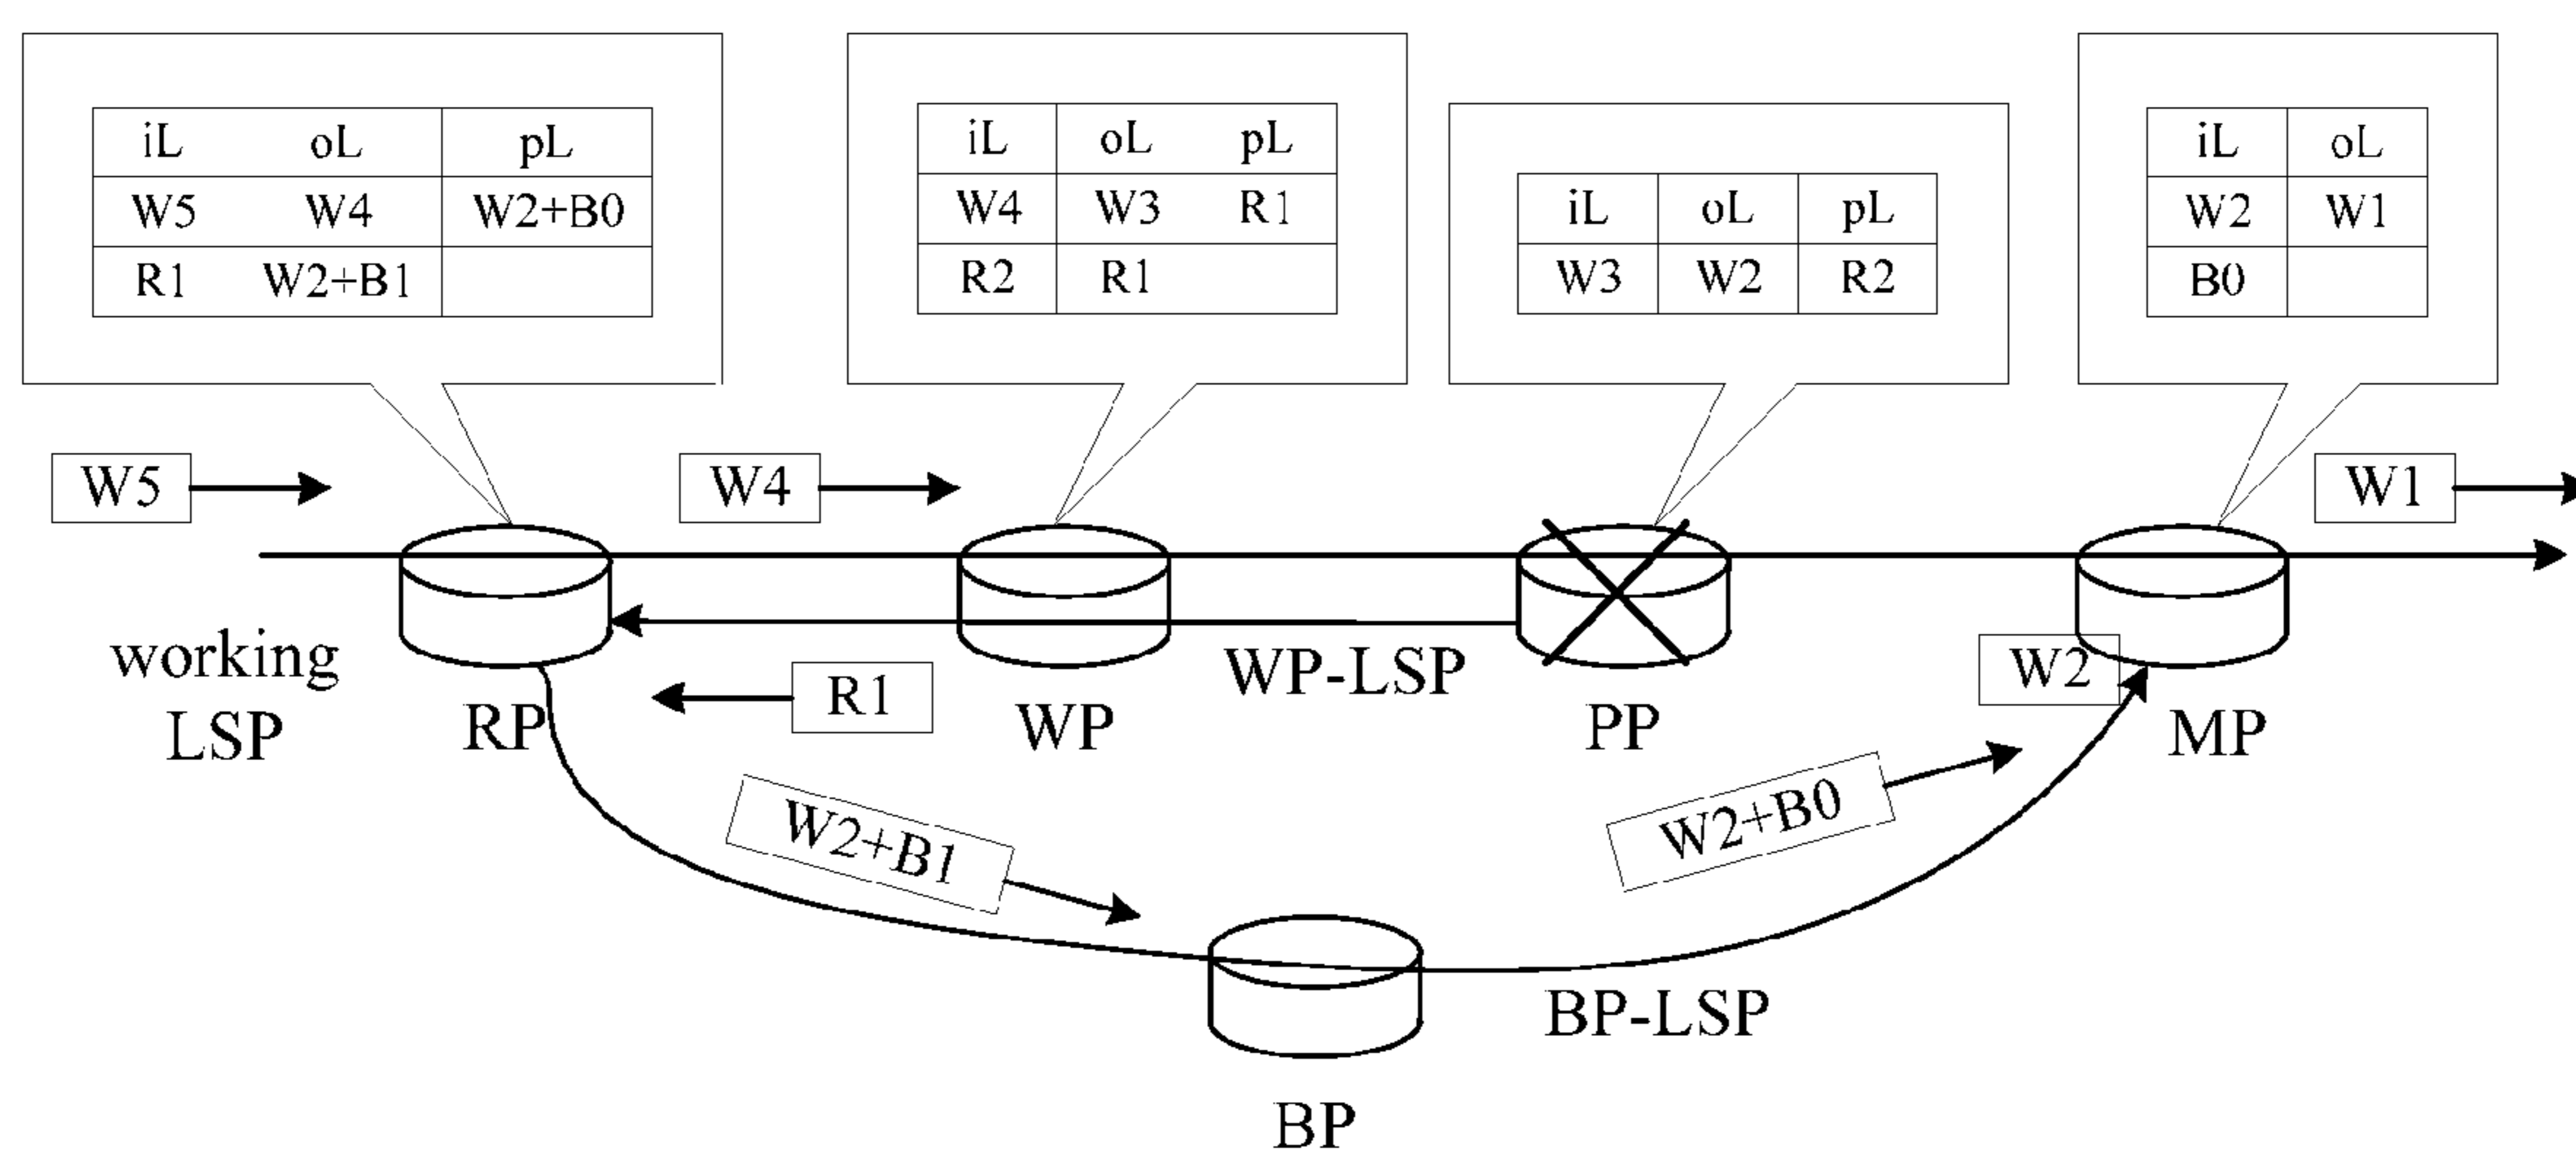 iL oL pL
W5 W4 W2+B0
R1 W2+B1
iL oL pL
W4 W3 R1
R2 R1
iL oL pL
W3 W2 R2
iL oL
W2 W1
B0
W5
W4
W1
working
LSP
RP
R1
WP
WP-LSP
PP
W2
MP
W2+B1
W2+B0
BP-LSP
BP